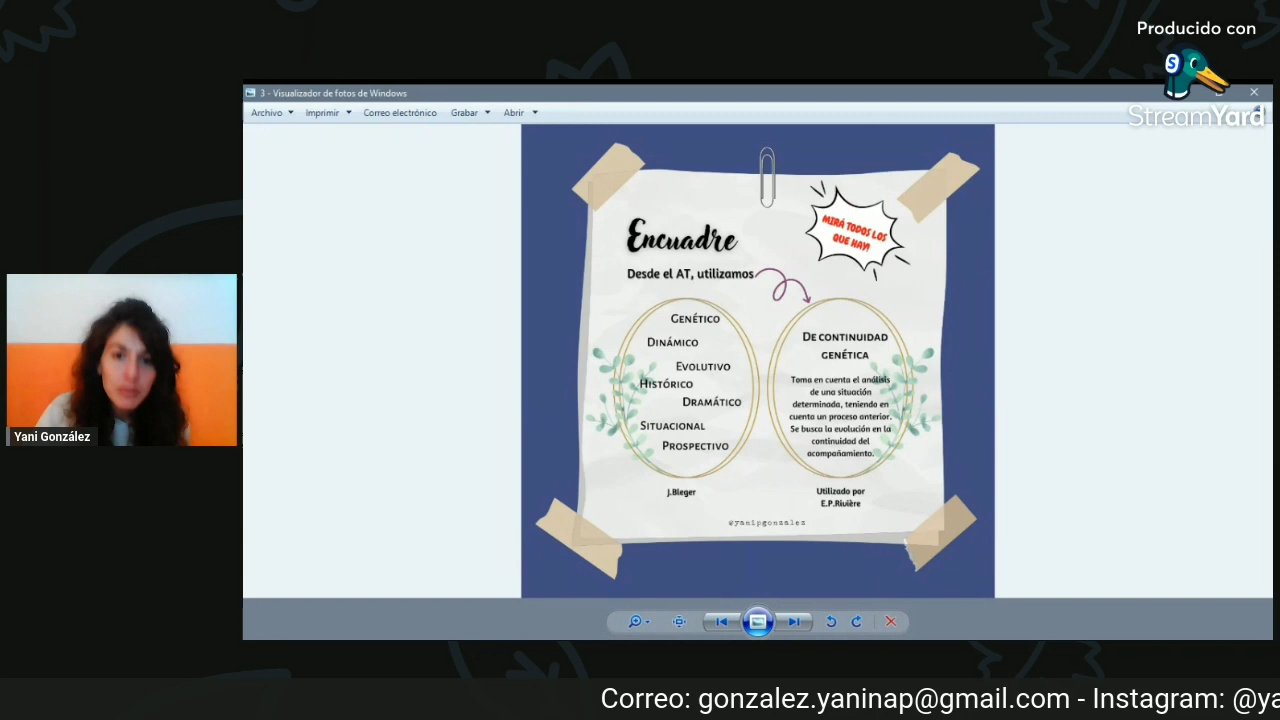 Producido con
StreamYard
3 - Visualizador de fotos de Windows
Archivo Imprimir Correo electrónico Grabar Abrir
Encuadre
MIRÁ TODOS LOS
QUE HAY!
Desde el AT, utilizamos
GENÉTICO
DINÁMICO
EVOLUTIVO
HISTÓRICO
DRAMÁTICO
SITUACIONAL
PROSPECTIVO
J.Bleger
DE CONTINUIDAD
GENÉTICA
Toma en cuenta el análisis
de una situación
determinada, teniendo en
cuenta un proceso anterior.
Se busca la evolución en la
continuidad del
acompañamiento.
Utilizado por
E.P.Rivière
@yanipgonzalez
Yani González
Correo: gonzalez.yaninap@gmail.com - Instagram: @ya